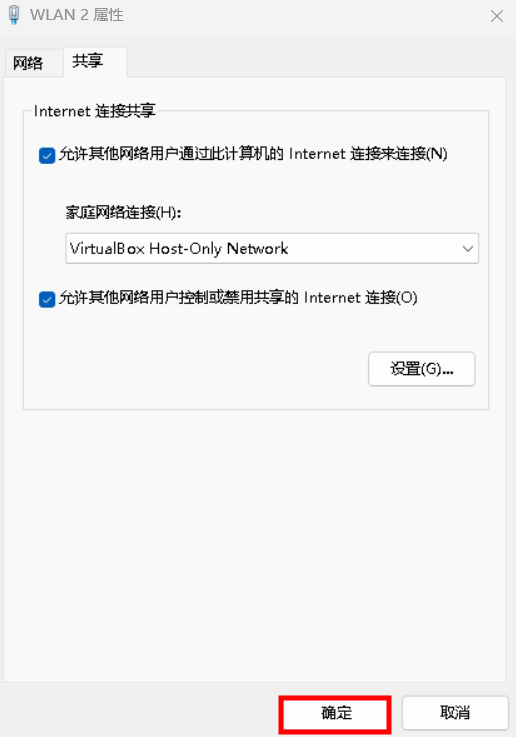 WLAN 2 属性
网络
共享
Internet 连接共享
允许其他网络用户通过此计算机的 Internet 连接来连接(N)
家庭网络连接(H):
VirtualBox Host-Only Network
允许其他网络用户控制或禁用共享的 Internet 连接(O)
设置(G)...
确定
取消